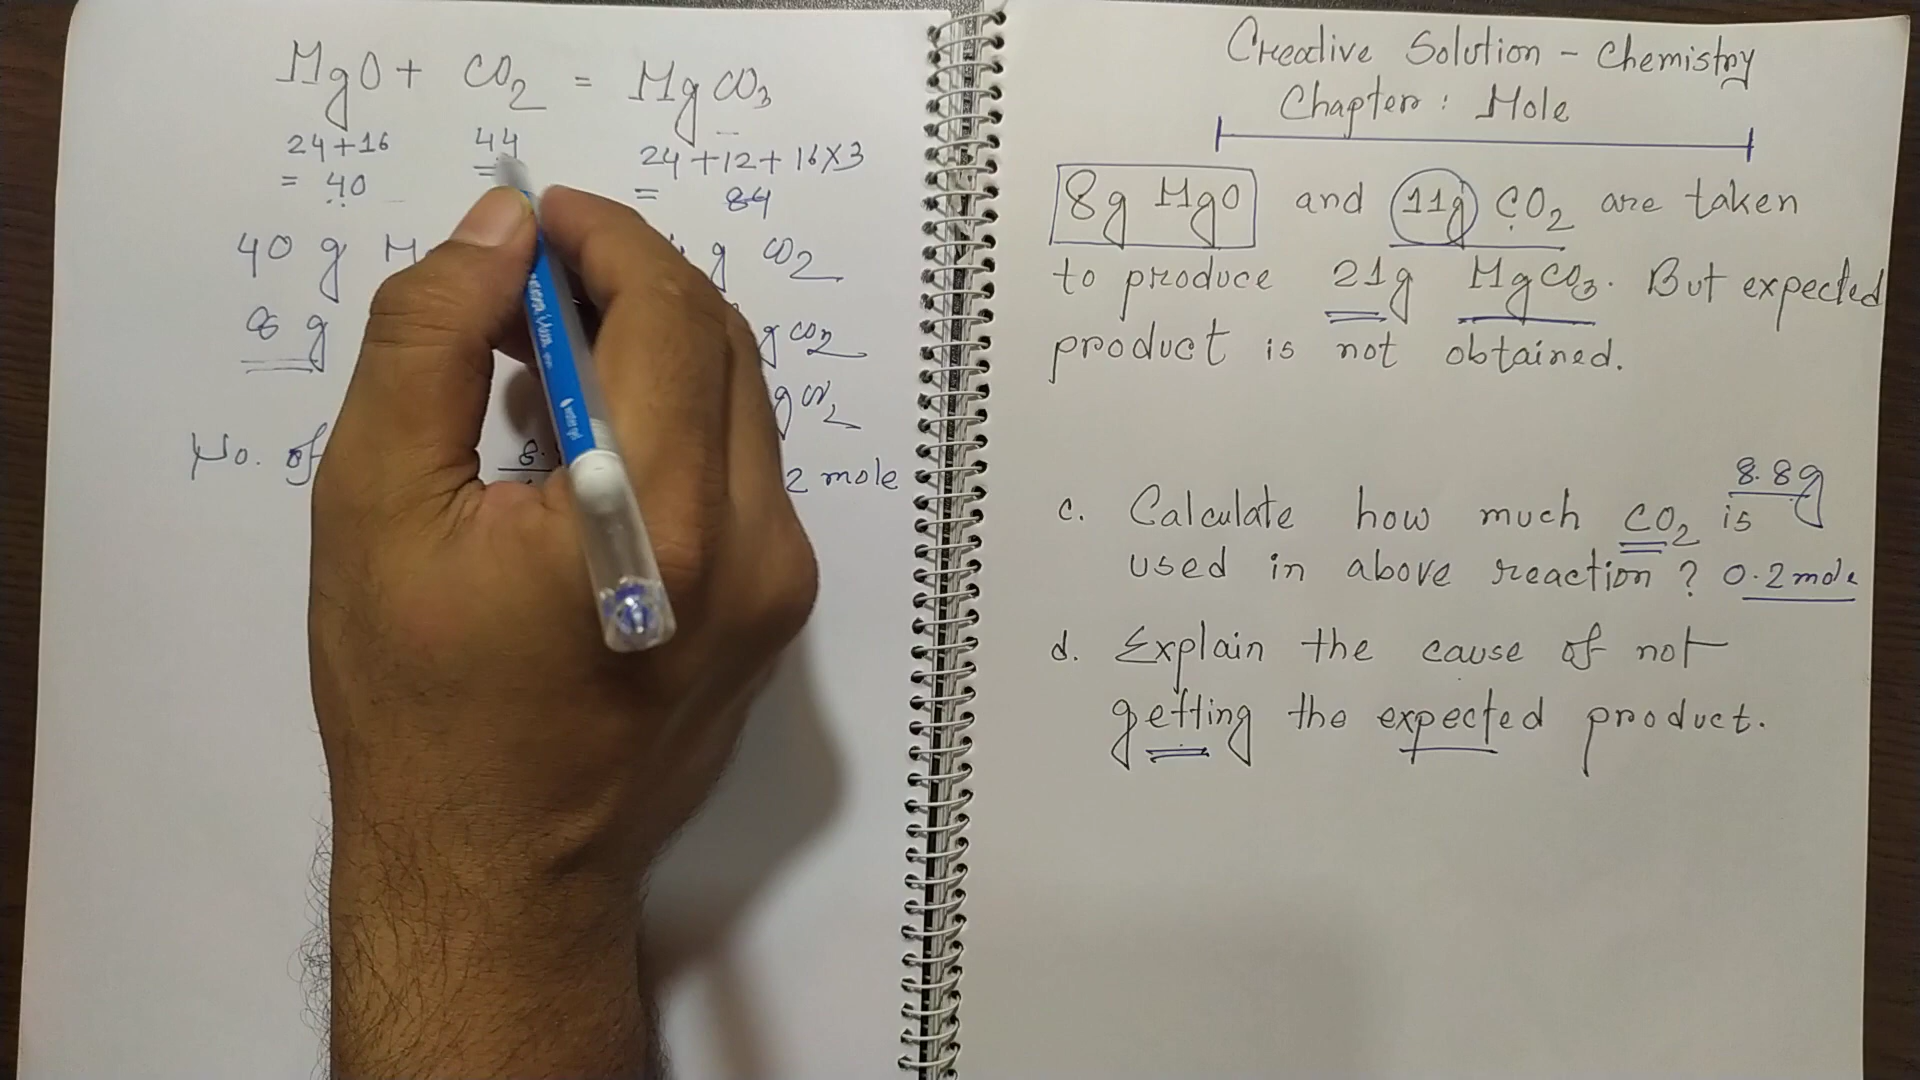 MgO + CO2 = MgCO3
24+16 44 24+12+16X3
= 40 = = 84
40 g g CO2
8 g g CO2
g CO2
No. of 8. 2 mole
Creative Solution - Chemistry
Chapter: Mole
8g MgO and 11g CO2 are taken
to produce 21g MgCO3. But expected
product is not obtained.
8.8g
c. Calculate how much CO2 is
used in above reaction? 0.2 mole
d. Explain the cause of not
getting the expected product.